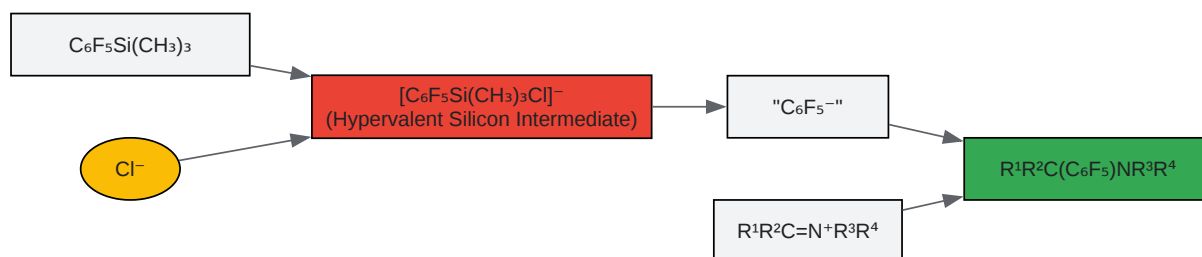 C₆F₅Si(CH₃)₃
[C₆F₅Si(CH₃)₃Cl]⁻
(Hypervalent Silicon Intermediate)
Cl⁻
"C₆F₅⁻"
R¹R²C(C₆F₅)NR³R⁴
R¹R²C=N⁺R³R⁴